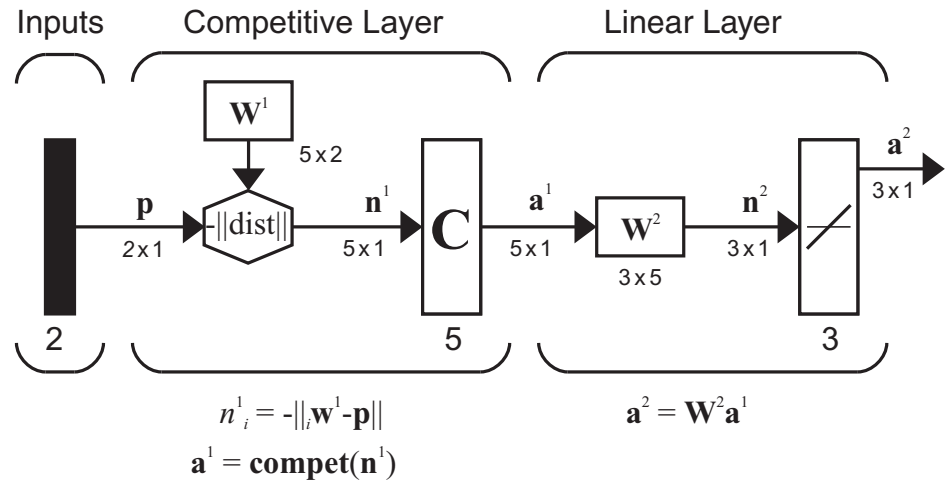 Inputs Competitive Layer Linear Layer
W¹
5 x 2
p
2 x 1
-||dist||
n¹
5 x 1
C
a¹
5 x 1
W²
3 x 5
n²
3 x 1
a²
3 x 1
2 5 3
n¹ᵢ = -||ᵢw¹-p||
a¹ = compet(n¹)
a² = W²a¹